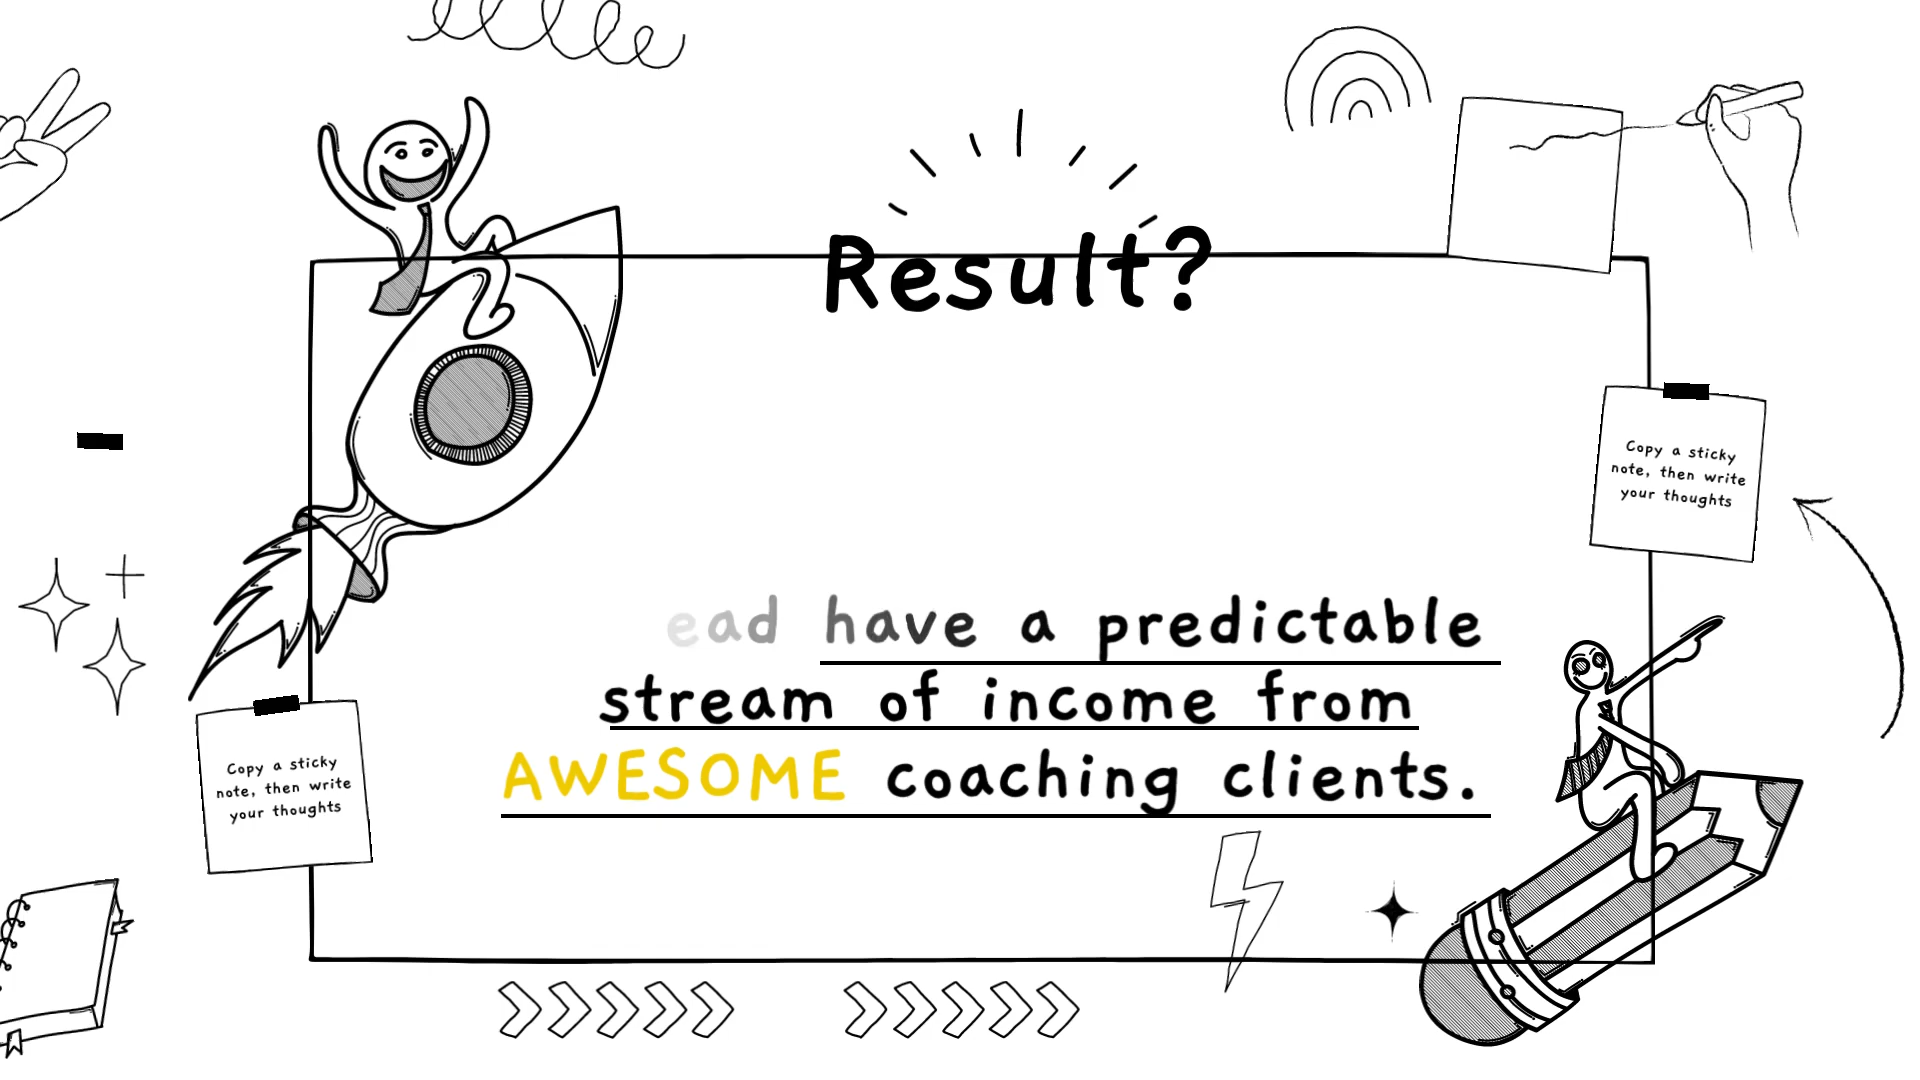 Result?
ead have a predictable
stream of income from
AWESOME coaching clients.
Copy a sticky
note, then write
your thoughts
Copy a sticky
note, then write
your thoughts